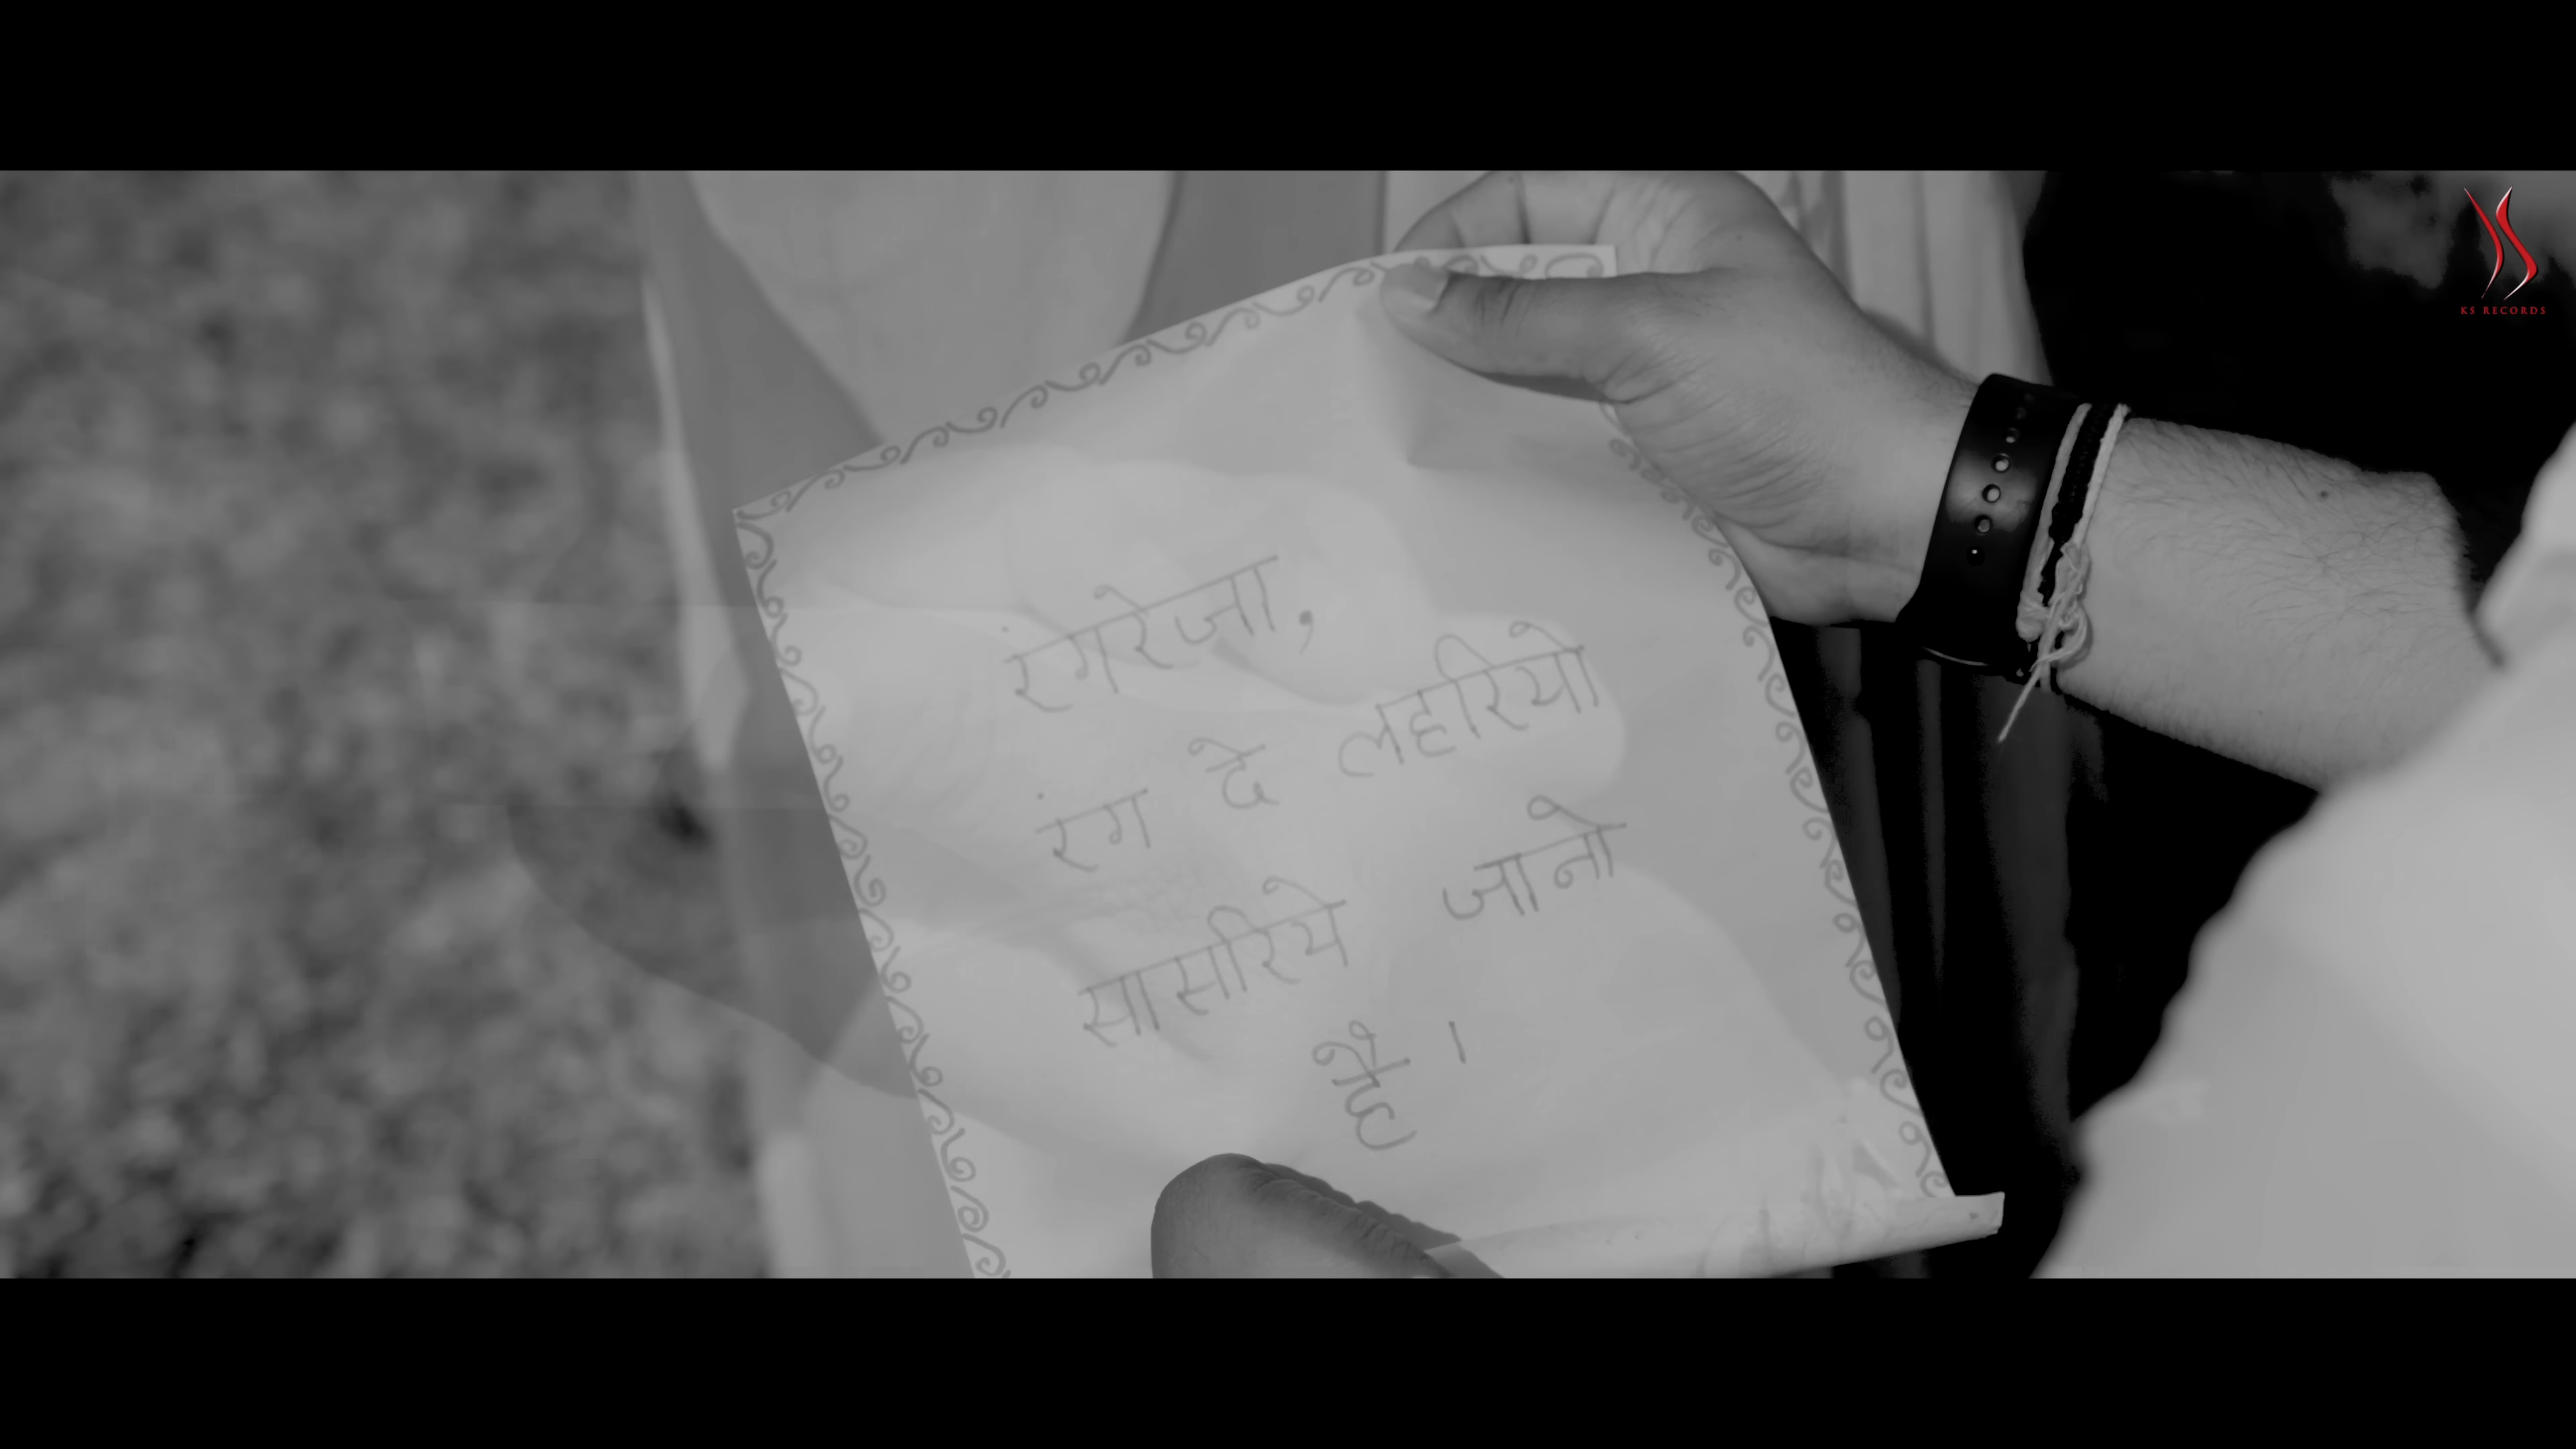 रंगरेजा,
रंग दे लहरियो
सासरिये जानो
है।
KS RECORDS